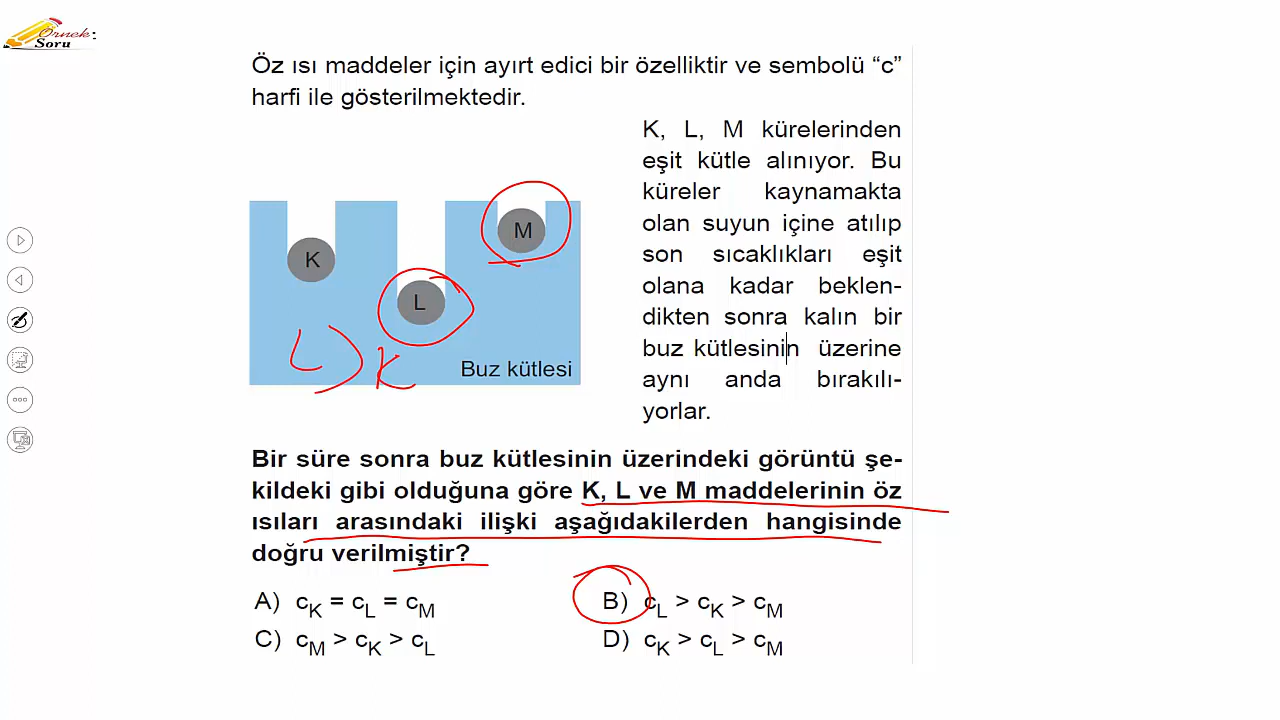 Örnek
Soru
Öz ısı maddeler için ayırt edici bir özelliktir ve sembolü “c”
harfi ile gösterilmektedir.
K, L, M kürelerinden
eşit kütle alınıyor. Bu
küreler kaynamakta
olan suyun içine atılıp
son sıcaklıkları eşit
olana kadar beklen-
dikten sonra kalın bir
buz kütlesinin üzerine
aynı anda bırakılı-
yorlar.
K
L
M
L > K
Buz kütlesi
Bir süre sonra buz kütlesinin üzerindeki görüntü şe-
kildeki gibi olduğuna göre K, L ve M maddelerinin öz
ısıları arasındaki ilişki aşağıdakilerden hangisinde
doğru verilmiştir?
A) cK = cL = cM
B) cL > cK > cM
C) cM > cK > cL
D) cK > cL > cM